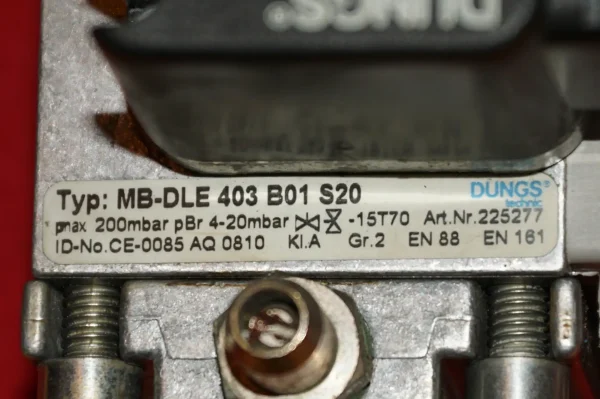 DUNGS®
Typ: MB-DLE 403 B01 S20
DUNGS®
technic
pmax 200mbar pBr 4-20mbar -15T70 Art.Nr.225277
ID-No.CE-0085 AQ 0810 Kl.A Gr.2 EN 88 EN 161